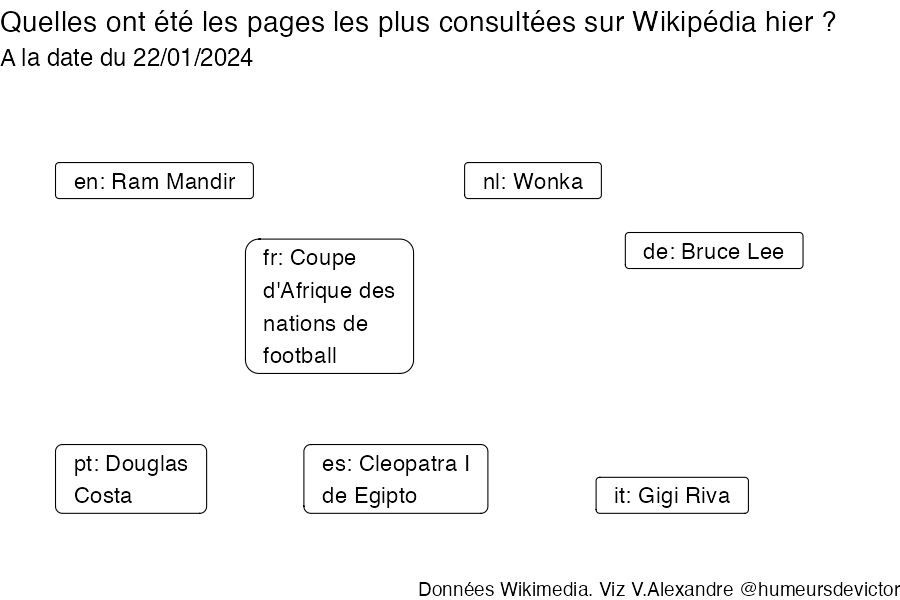 Quelles ont été les pages les plus consultées sur Wikipédia hier ?
A la date du 22/01/2024
en: Ram Mandir
nl: Wonka
de: Bruce Lee
fr: Coupe
d'Afrique des
nations de
football
pt: Douglas
Costa
es: Cleopatra I
de Egipto
it: Gigi Riva
Données Wikimedia. Viz V.Alexandre @humeursdevictor